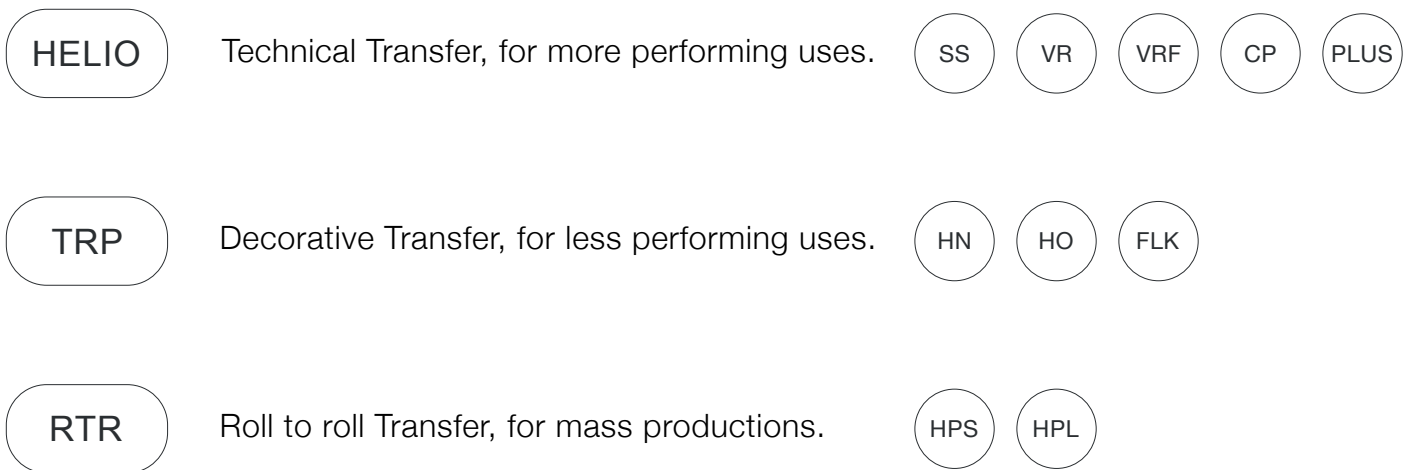 HELIO Technical Transfer, for more performing uses. SS VR VRF CP PLUS
TRP Decorative Transfer, for less performing uses. HN HO FLK
RTR Roll to roll Transfer, for mass productions. HPS HPL